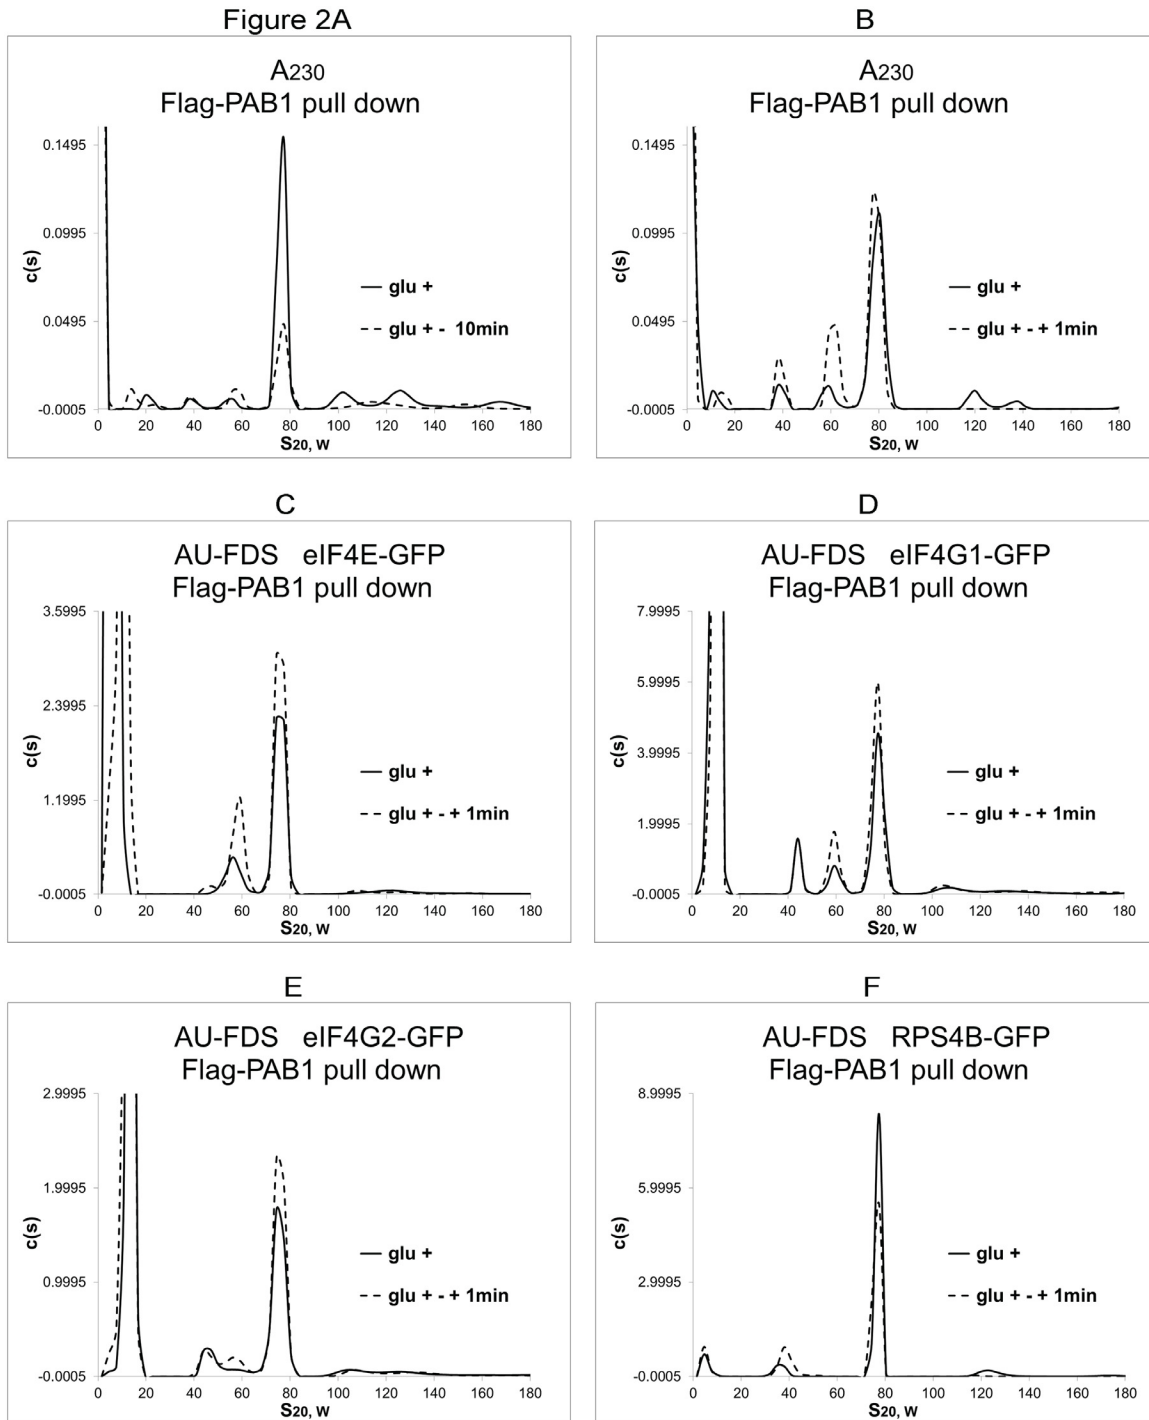 Figure 2A
A230
Flag-PAB1 pull down
0.1495
0.0995
0.0495
-0.0005
c(s)
glu +
glu + - 10min
0 20 40 60 80 100 120 140 160 180
S20, W
B
A230
Flag-PAB1 pull down
0.1495
0.0995
0.0495
-0.0005
c(s)
glu +
glu + - + 1min
0 20 40 60 80 100 120 140 160 180
S20, W
C
AU-FDS eIF4E-GFP
Flag-PAB1 pull down
3.5995
2.3995
1.1995
-0.0005
c(s)
glu +
glu + - + 1min
0 20 40 60 80 100 120 140 160 180
S20, W
D
AU-FDS eIF4G1-GFP
Flag-PAB1 pull down
7.9995
5.9995
3.9995
1.9995
-0.0005
c(s)
glu +
glu + - + 1min
0 20 40 60 80 100 120 140 160 180
S20, W
E
AU-FDS eIF4G2-GFP
Flag-PAB1 pull down
2.9995
1.9995
0.9995
-0.0005
c(s)
glu +
glu + - + 1min
0 20 40 60 80 100 120 140 160 180
S20, W
F
AU-FDS RPS4B-GFP
Flag-PAB1 pull down
8.9995
5.9995
2.9995
-0.0005
c(s)
glu +
glu + - + 1min
0 20 40 60 80 100 120 140 160 180
S20, W